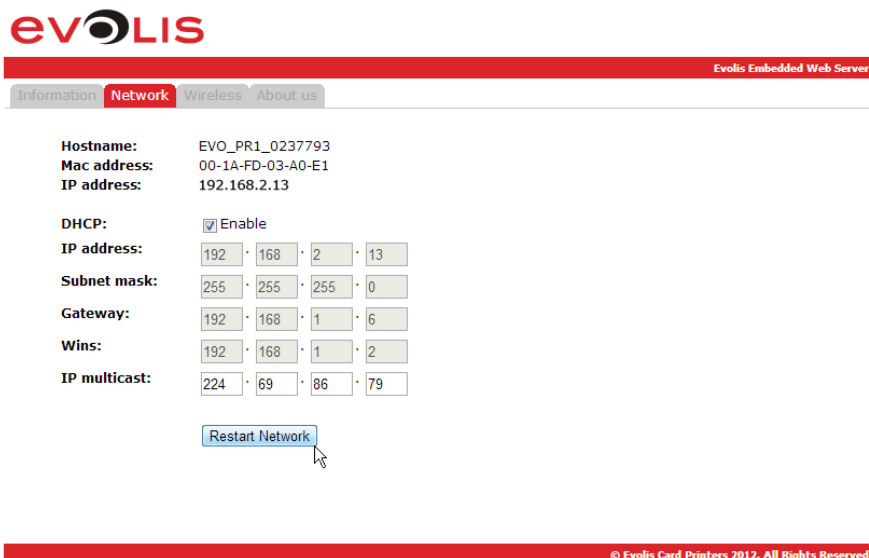 evolis
Evolis Embedded Web Server
Information Network Wireless About us
Hostname: EVO_PR1_0237793
Mac address: 00-1A-FD-03-A0-E1
IP address: 192.168.2.13
DHCP: Enable
IP address: 192 . 168 . 2 . 13
Subnet mask: 255 . 255 . 255 . 0
Gateway: 192 . 168 . 1 . 6
Wins: 192 . 168 . 1 . 2
IP multicast: 224 . 69 . 86 . 79
Restart Network
© Evolis Card Printers 2012. All Rights Reserved